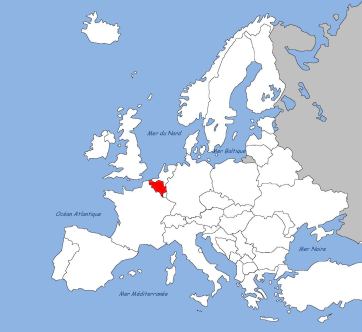 Mer du Nord
Mer Baltique
Océan Atlantique
Mer Noire
Mer Méditerranée